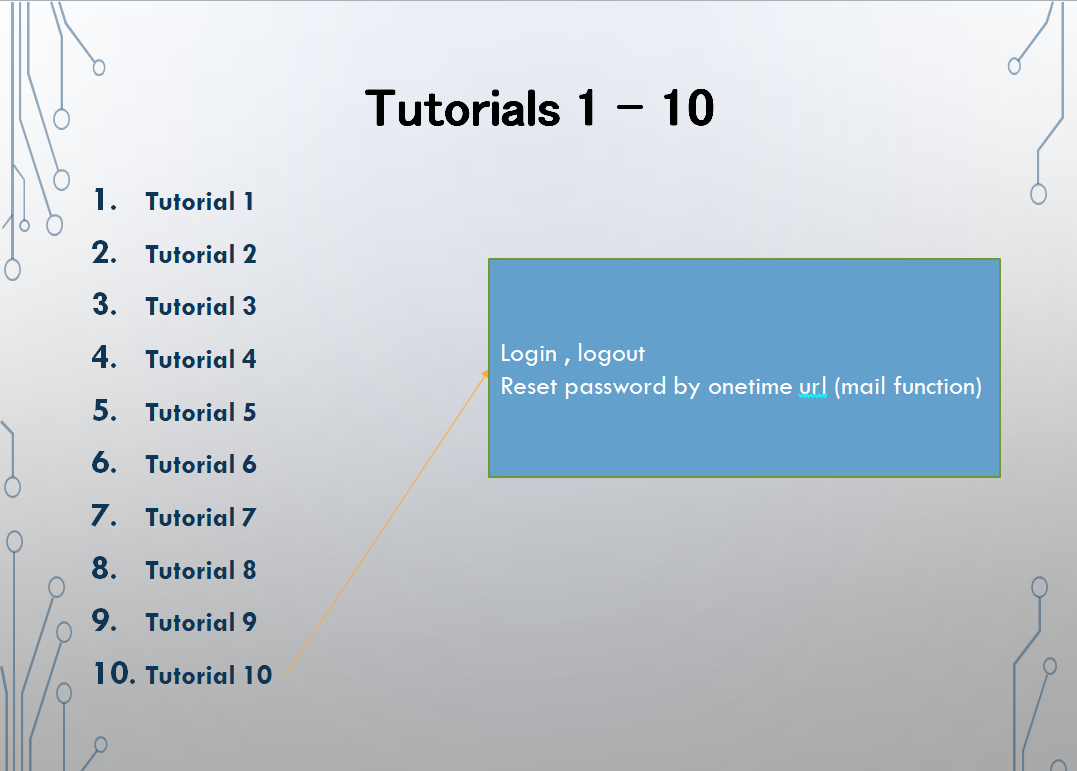 Tutorials 1 – 10
1. Tutorial 1
2. Tutorial 2
3. Tutorial 3
4. Tutorial 4
5. Tutorial 5
6. Tutorial 6
7. Tutorial 7
8. Tutorial 8
9. Tutorial 9
10. Tutorial 10
Login , logout
Reset password by onetime url (mail function)